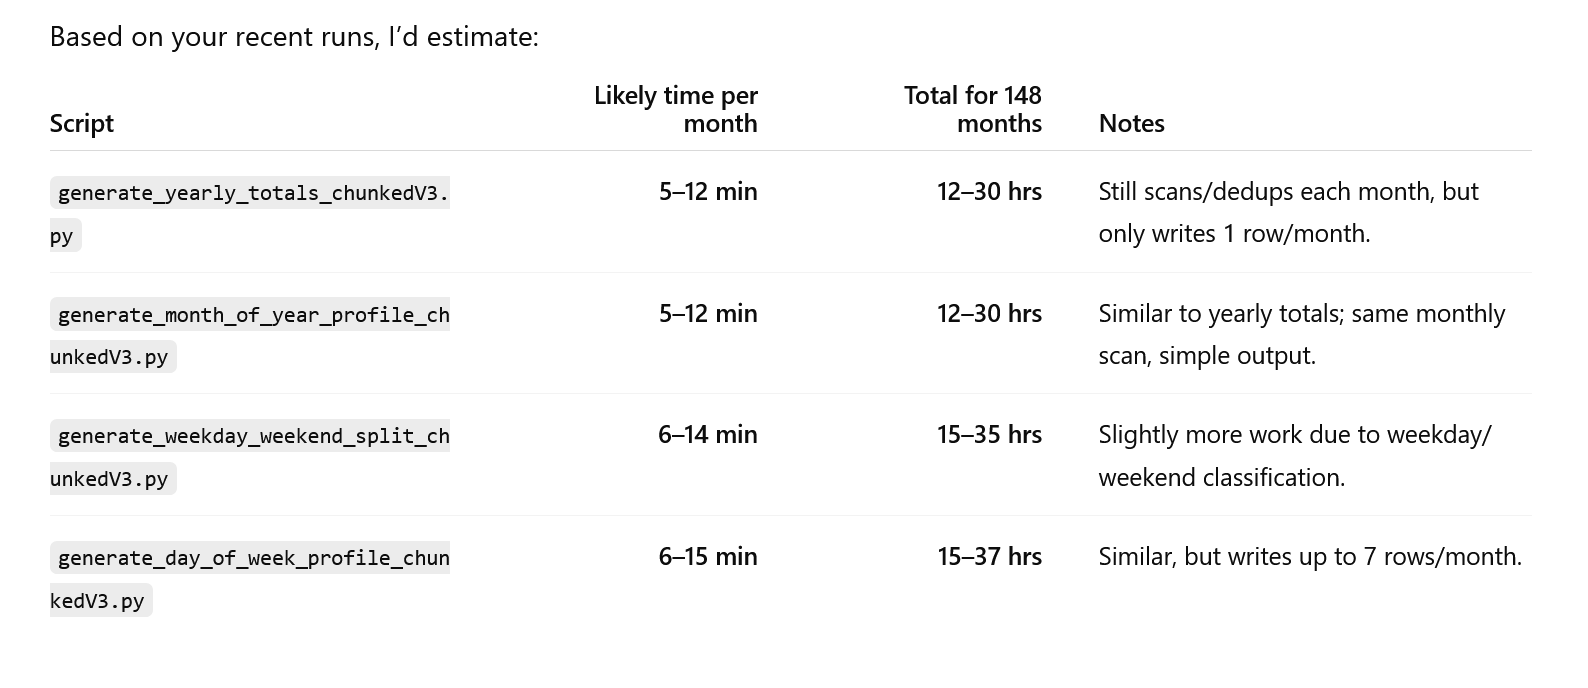 Based on your recent runs, I’d estimate:
Script
Likely time per
month
Total for 148
months
Notes
generate_yearly_totals_chunkedV3.
py
5–12 min
12–30 hrs
Still scans/dedups each month, but
only writes 1 row/month.
generate_month_of_year_profile_ch
unkedV3.py
5–12 min
12–30 hrs
Similar to yearly totals; same monthly
scan, simple output.
generate_weekday_weekend_split_ch
unkedV3.py
6–14 min
15–35 hrs
Slightly more work due to weekday/
weekend classification.
generate_day_of_week_profile_chun
kedV3.py
6–15 min
15–37 hrs
Similar, but writes up to 7 rows/month.